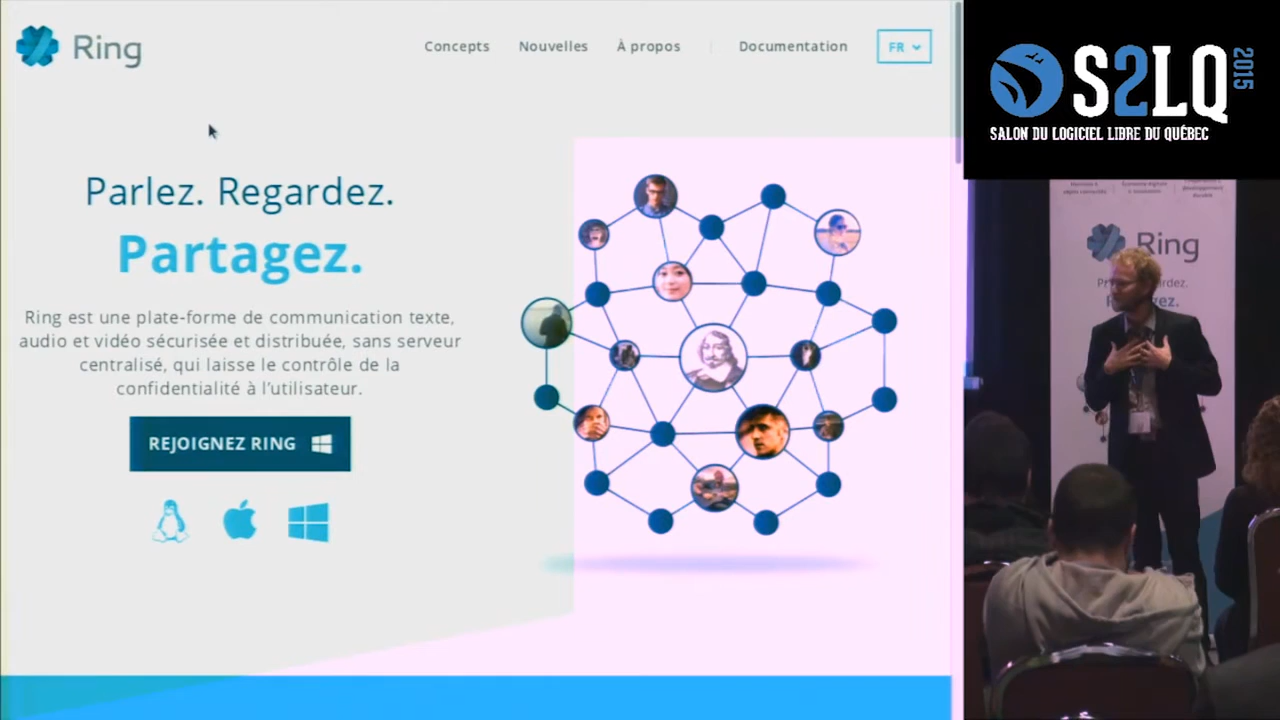 Ring
Concepts
Nouvelles
À propos
Documentation
FR
Parlez. Regardez.
Partagez.
Ring est une plate-forme de communication texte,
audio et vidéo sécurisée et distribuée, sans serveur
centralisé, qui laisse le contrôle de la
confidentialité à l'utilisateur.
REJOIGNEZ RING
S2LQ
2015
SALON DU LOGICIEL LIBRE DU QUÉBEC
Ring